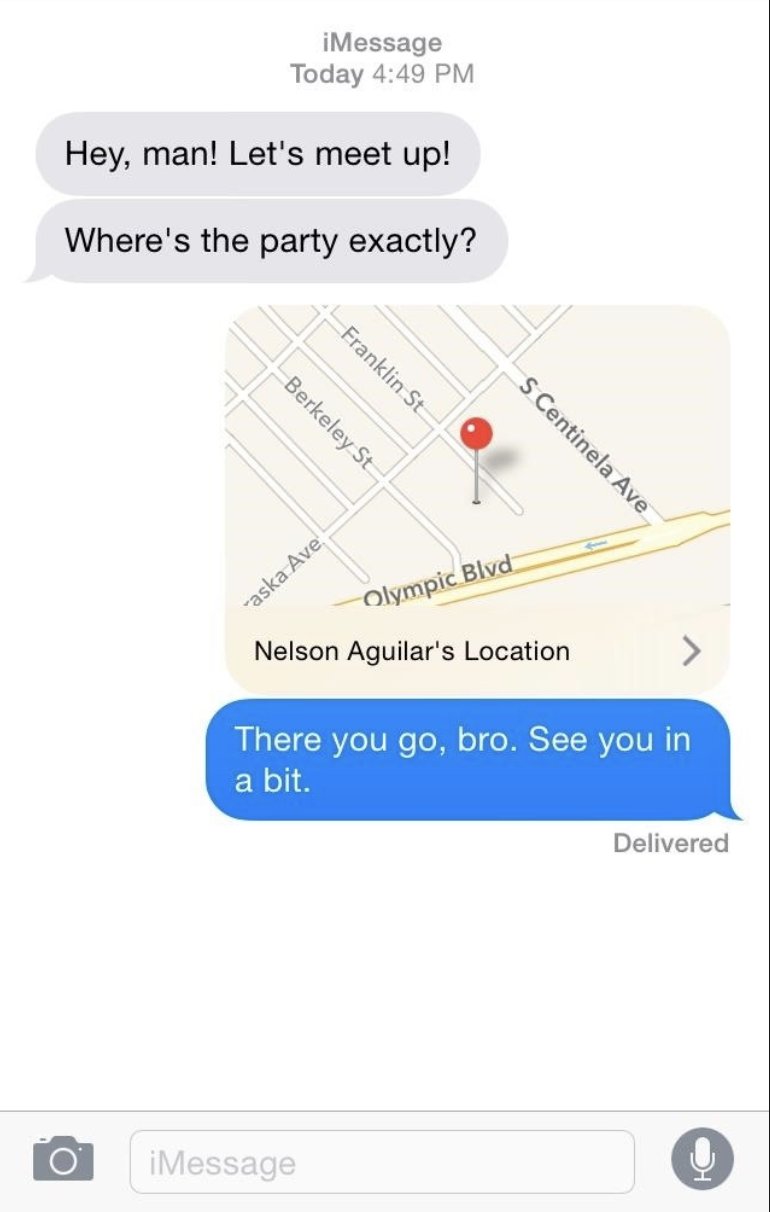 iMessage
Today 4:49 PM
Hey, man! Let's meet up!
Where's the party exactly?
Franklin St
Berkeley St
S Centinela Ave
raska Ave
Olympic Blvd
Nelson Aguilar's Location
There you go, bro. See you in
a bit.
Delivered
iMessage